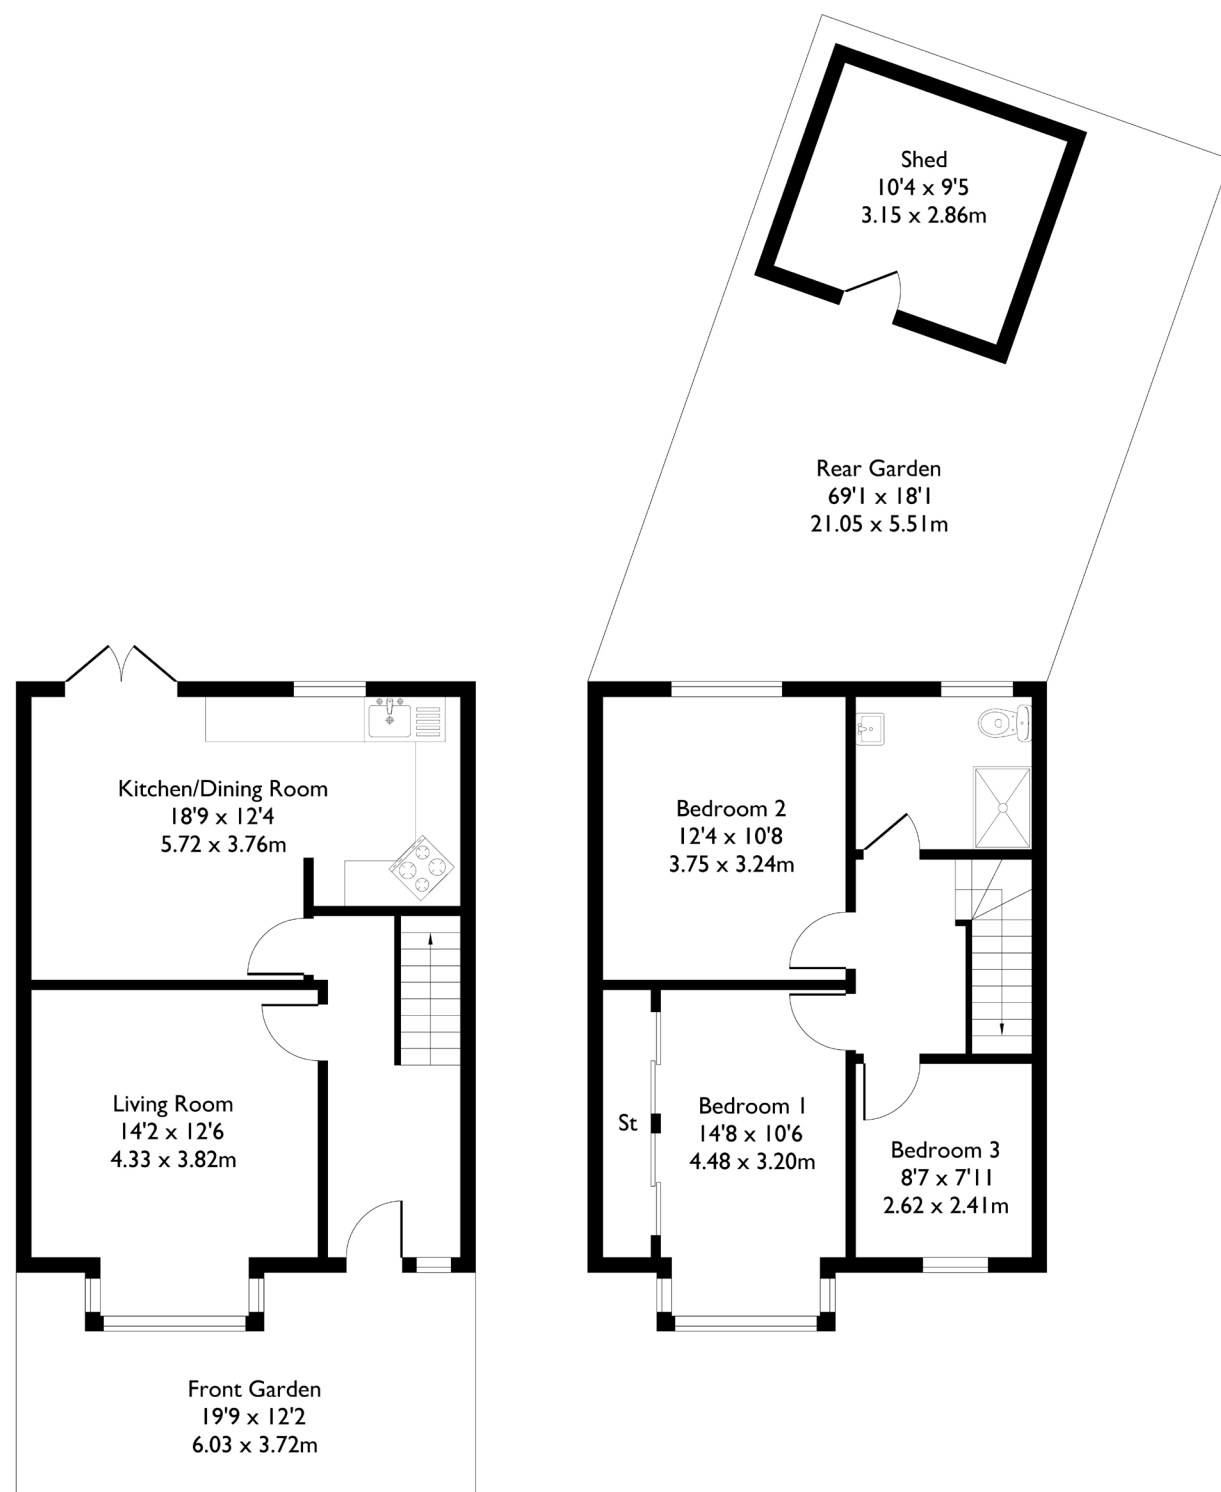 Shed
10'4 x 9'5
3.15 x 2.86m
Rear Garden
69'1 x 18'1
21.05 x 5.51m
Kitchen/Dining Room
18'9 x 12'4
5.72 x 3.76m
Bedroom 2
12'4 x 10'8
3.75 x 3.24m
Living Room
14'2 x 12'6
4.33 x 3.82m
St
Bedroom 1
14'8 x 10'6
4.48 x 3.20m
Bedroom 3
8'7 x 7'11
2.62 x 2.41m
Front Garden
19'9 x 12'2
6.03 x 3.72m